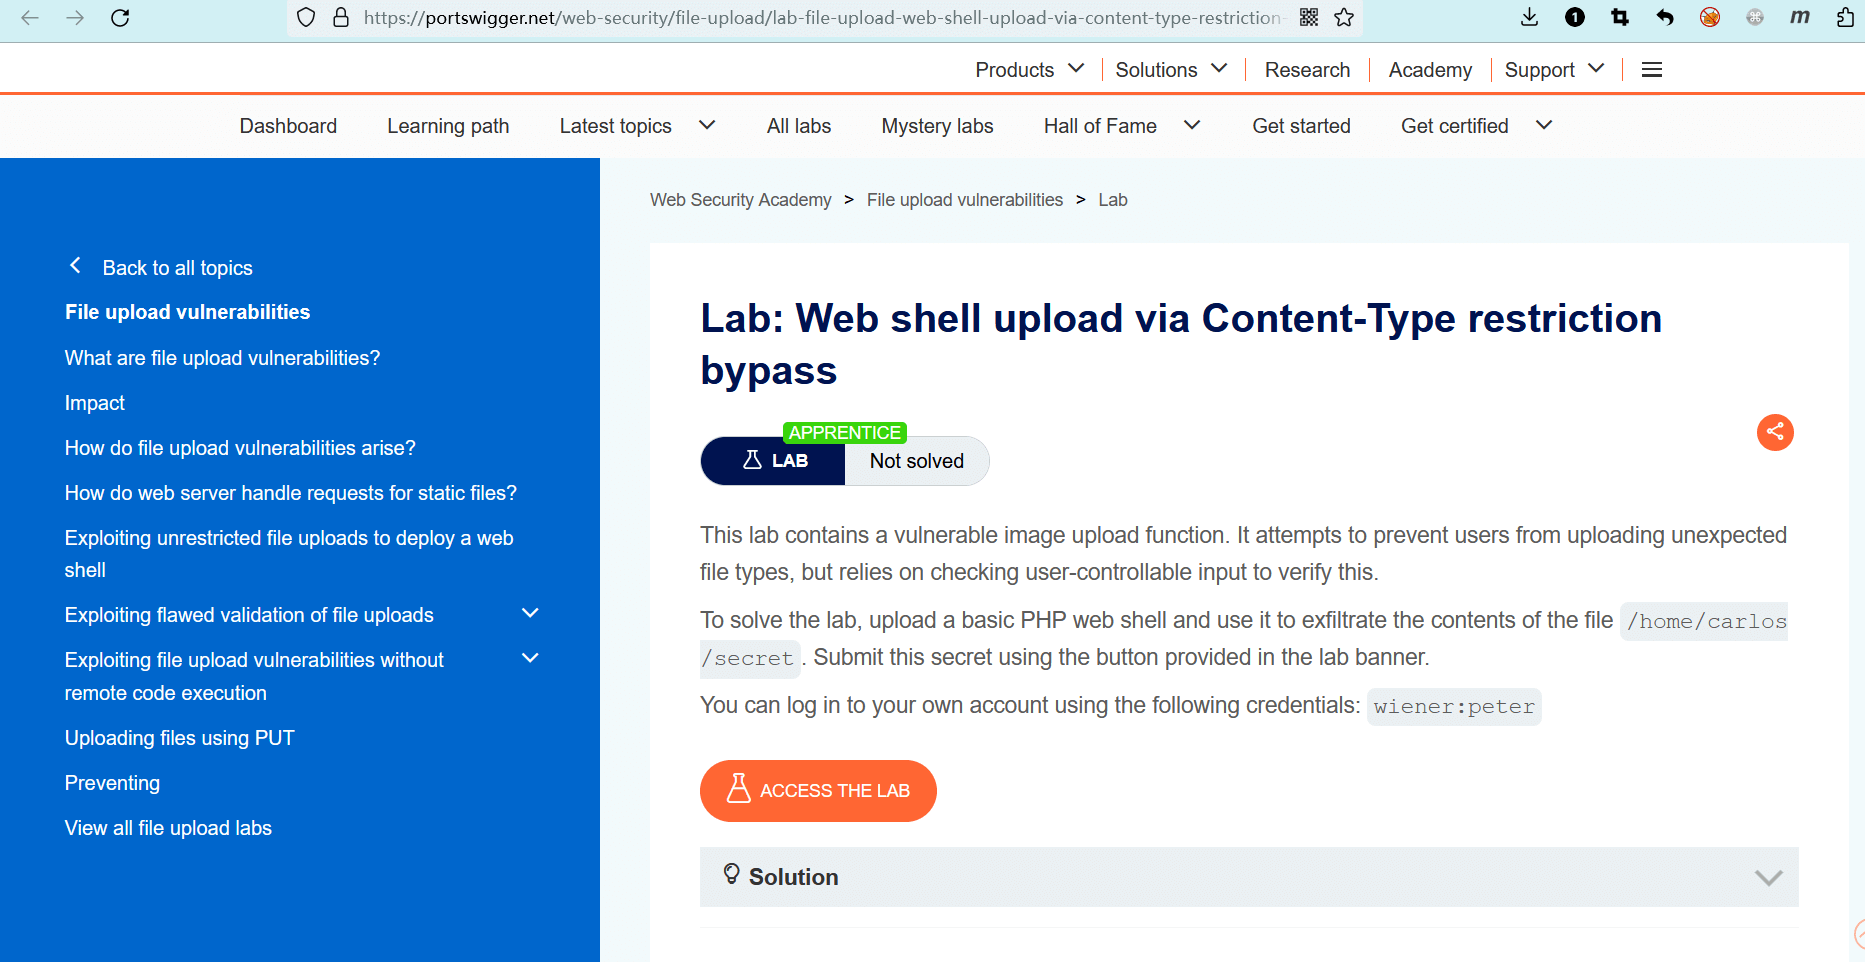 https://portswigger.net/web-security/file-upload/lab-file-upload-web-shell-upload-via-content-type-restriction-
1
m
Products
Solutions
Research
Academy
Support
Dashboard
Learning path
Latest topics
All labs
Mystery labs
Hall of Fame
Get started
Get certified
Back to all topics
File upload vulnerabilities
What are file upload vulnerabilities?
Impact
How do file upload vulnerabilities arise?
How do web server handle requests for static files?
Exploiting unrestricted file uploads to deploy a web
shell
Exploiting flawed validation of file uploads
Exploiting file upload vulnerabilities without
remote code execution
Uploading files using PUT
Preventing
View all file upload labs
Web Security Academy > File upload vulnerabilities > Lab
Lab: Web shell upload via Content-Type restriction
bypass
APPRENTICE
LAB
Not solved
This lab contains a vulnerable image upload function. It attempts to prevent users from uploading unexpected
file types, but relies on checking user-controllable input to verify this.
To solve the lab, upload a basic PHP web shell and use it to exfiltrate the contents of the file /home/carlos
/secret. Submit this secret using the button provided in the lab banner.
You can log in to your own account using the following credentials: wiener:peter
ACCESS THE LAB
Solution